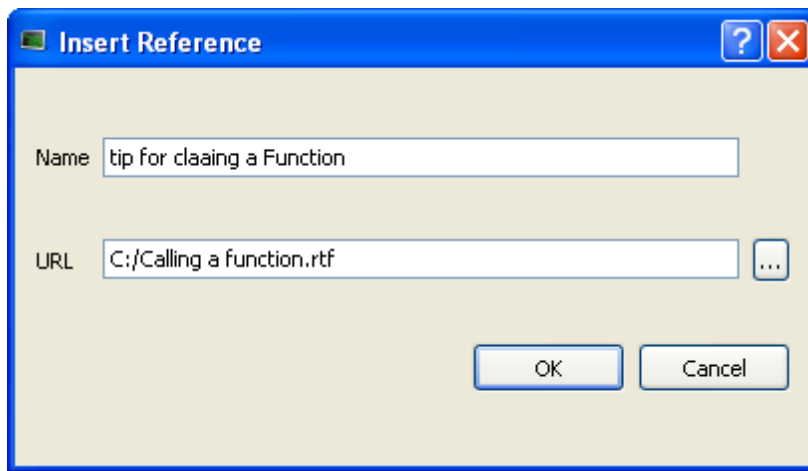 Insert Reference
Name tip for claaing a Function
URL C:/Calling a function.rtf ...
OK Cancel